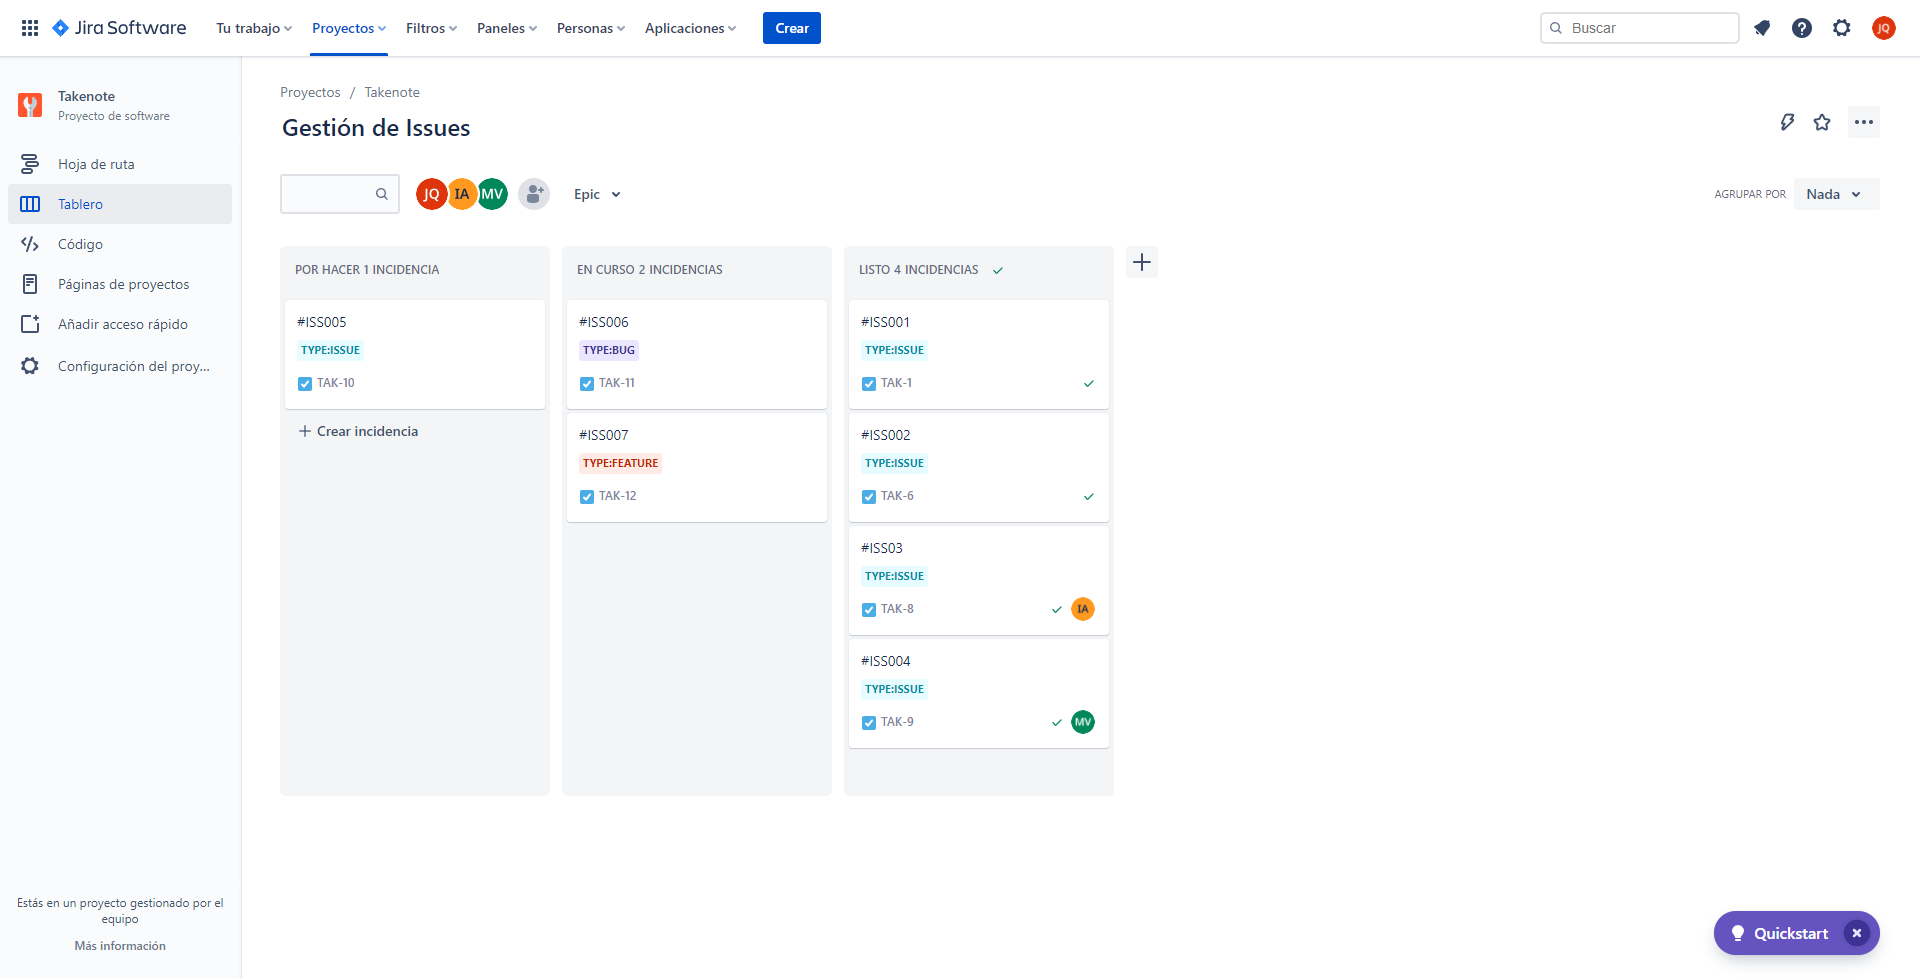 Jira Software
Tu trabajo
Proyectos
Filtros
Paneles
Personas
Aplicaciones
Crear
Buscar
JQ
Takenote
Proyecto de software
Hoja de ruta
Tablero
Código
Páginas de proyectos
Añadir acceso rápido
Configuración del proy...
Estás en un proyecto gestionado por el
equipo
Más información
Proyectos / Takenote
Gestión de Issues
JQ IA MV
Epic
AGRUPAR POR
Nada
POR HACER 1 INCIDENCIA
#ISS005
TYPE:ISSUE
TAK-10
Crear incidencia
EN CURSO 2 INCIDENCIAS
#ISS006
TYPE:BUG
TAK-11
#ISS007
TYPE:FEATURE
TAK-12
LISTO 4 INCIDENCIAS
#ISS001
TYPE:ISSUE
TAK-1
#ISS002
TYPE:ISSUE
TAK-6
#ISS03
TYPE:ISSUE
TAK-8
IA
#ISS004
TYPE:ISSUE
TAK-9
MV
Quickstart